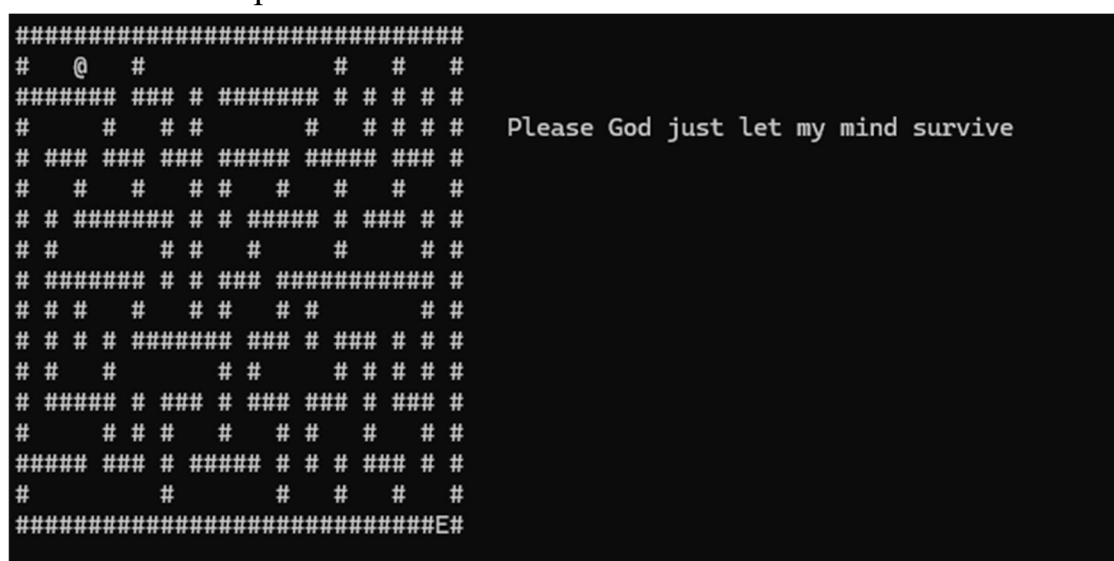 ###############################
#   @   #             #   #   #
####### ### # ####### # # # # #
#     #   # #       #   # # # #   Please God just let my mind survive
# ### ### ### ##### ##### ### #
#   #   #   # #   #   #   #   #
# # ####### # # ##### # ### # #
# #       # #   #     #     # #
# ####### # # ### ########### #
# # #   #   # #   # #       # #
# # # # ####### ### # ### # # #
# #   #       # #     # # # # #
# ##### # ### # ### ### # ### #
#     # # #   #   # #   #   # #
##### ### # ##### # # # ### # #
#         #       #   #   #   #
#############################E#